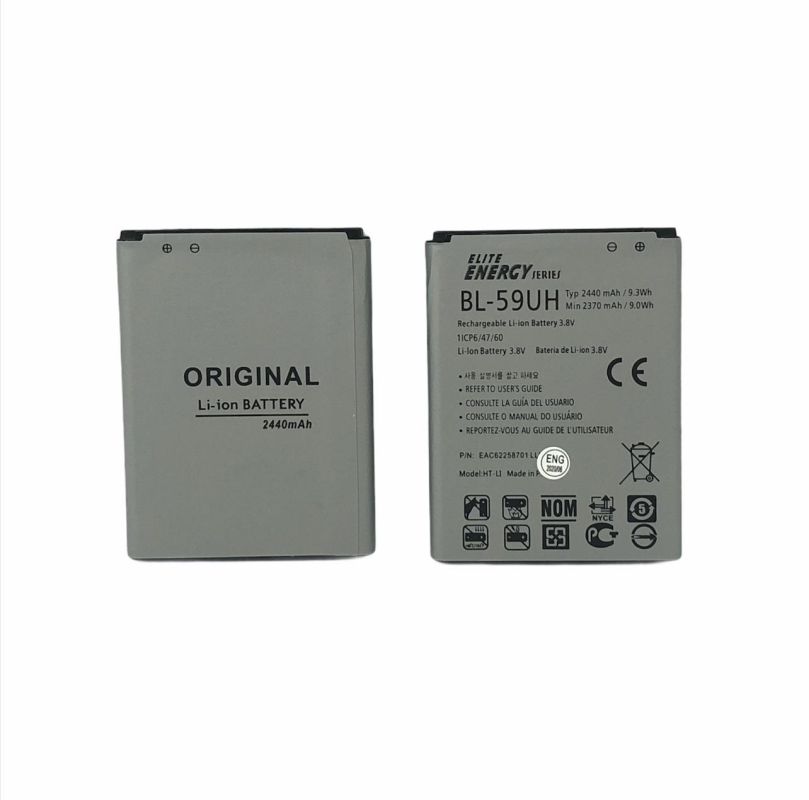 ORIGINAL
Li-ion BATTERY
2440mAh
ELITE
ENERGY SERIES
BL-59UH Typ 2440 mAh / 9.3Wh
Min 2370 mAh / 9.0Wh
Rechargeable Li-ion Battery 3.8V
1ICP6/47/60
Li-Ion Battery 3.8V Bateria de Li-ion 3.8V
• 사용 설명서를 참고 하세요
• REFER TO USER'S GUIDE
• CONSULTE LA GUÍA DEL USUARIO
• CONSULTE O MANUAL DO USUÁRIO
• REPORTEZ-VOUS AU GUIDE DE L'UTILISATEUR
CE
P/N: EAC62258701 LL
ENG
2020/08
Model: HT-LI Made in
NOM
NYCE
5